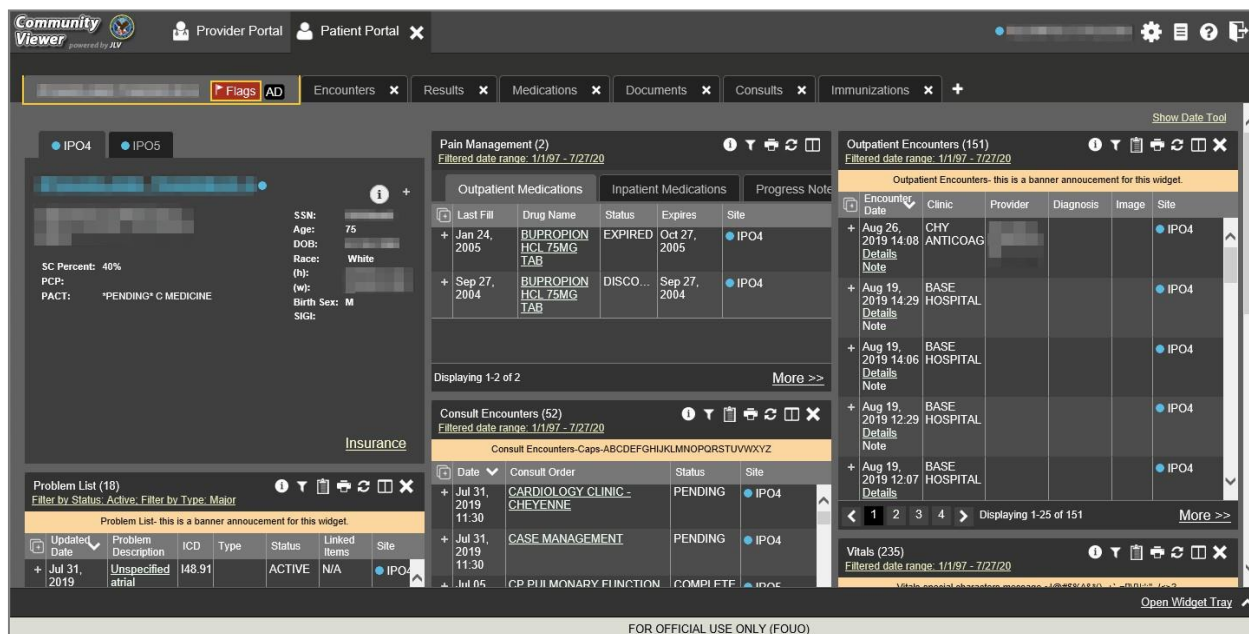 Community
Viewer powered by JLV
Provider Portal
Patient Portal
Flags AD
Encounters
Results
Medications
Documents
Consults
Immunizations
Show Date Tool
IPO4
IPO5
SSN:
Age: 75
DOB:
Race: White
(h):
(w):
Birth Sex: M
SIGI:
SC Percent: 40%
PCP:
PACT: *PENDING* C MEDICINE
Insurance
Problem List (18)
Filter by Status: Active; Filter by Type: Major
Problem List- this is a banner annoucement for this widget.
Updated Date Problem Description ICD Type Status Linked Items Site
+ Jul 31, 2019 Unspecified atrial I48.91 ACTIVE N/A IPO4
Pain Management (2)
Filtered date range: 1/1/97 - 7/27/20
Outpatient Medications Inpatient Medications Progress Note
Last Fill Drug Name Status Expires Site
+ Jan 24, 2005 BUPROPION HCL 75MG TAB EXPIRED Oct 27, 2005 IPO4
+ Sep 27, 2004 BUPROPION HCL 75MG TAB DISCO... Sep 27, 2004 IPO4
Displaying 1-2 of 2 More >>
Consult Encounters (52)
Filtered date range: 1/1/97 - 7/27/20
Consult Encounters-Caps-ABCDEFGHIJKLMNOPQRSTUVWXYZ
Date Consult Order Status Site
+ Jul 31, 2019 11:30 CARDIOLOGY CLINIC - CHEYENNE PENDING IPO4
+ Jul 31, 2019 11:30 CASE MANAGEMENT PENDING IPO4
+ Jul 05, CP PULMONARY FUNCTION COMPLETE IPO5
Outpatient Encounters (151)
Filtered date range: 1/1/97 - 7/27/20
Outpatient Encounters- this is a banner annoucement for this widget.
Encounter Date Clinic Provider Diagnosis Image Site
+ Aug 26, 2019 14:08 Details Note CHY ANTICOAG IPO4
+ Aug 19, 2019 14:29 Details Note BASE HOSPITAL IPO4
+ Aug 19, 2019 14:06 Details Note BASE HOSPITAL IPO4
+ Aug 19, 2019 12:29 Details Note BASE HOSPITAL IPO4
+ Aug 19, 2019 12:07 Details BASE HOSPITAL IPO4
1 2 3 4 Displaying 1-25 of 151 More >>
Vitals (235)
Filtered date range: 1/1/97 - 7/27/20
Vitals special characters message
Open Widget Tray
FOR OFFICIAL USE ONLY (FOUO)